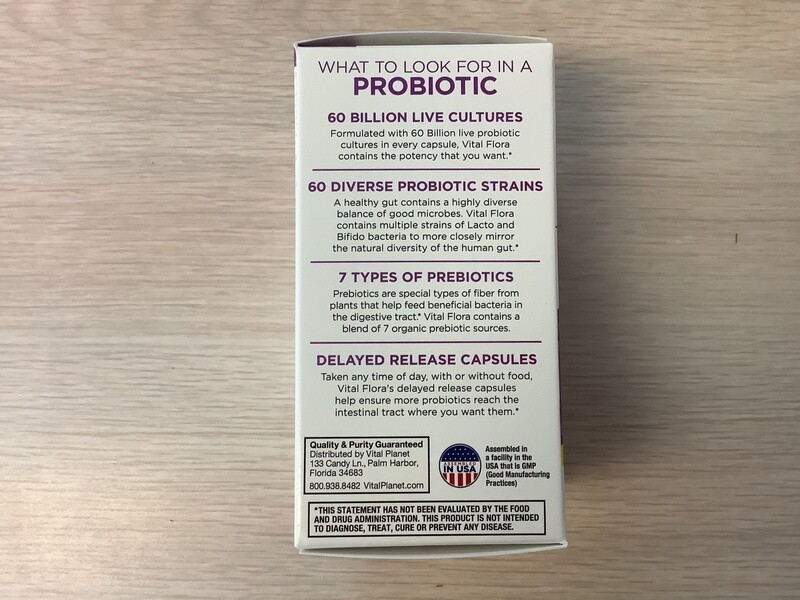 WHAT TO LOOK FOR IN A
PROBIOTIC
60 BILLION LIVE CULTURES
Formulated with 60 Billion live probiotic
cultures in every capsule, Vital Flora
contains the potency that you want.*
60 DIVERSE PROBIOTIC STRAINS
A healthy gut contains a highly diverse
balance of good microbes. Vital Flora
contains multiple strains of Lacto and
Bifido bacteria to more closely mirror
the natural diversity of the human gut.*
7 TYPES OF PREBIOTICS
Prebiotics are special types of fiber from
plants that help feed beneficial bacteria in
the digestive tract.* Vital Flora contains a
blend of 7 organic prebiotic sources.
DELAYED RELEASE CAPSULES
Taken any time of day, with or without food,
Vital Flora's delayed release capsules
help ensure more probiotics reach the
intestinal tract where you want them.*
Quality & Purity Guaranteed
Distributed by Vital Planet
133 Candy Ln., Palm Harbor,
Florida 34683
800.938.8482 VitalPlanet.com
ASSEMBLED
IN USA
Assembled in
a facility in the
USA that is GMP
(Good Manufacturing
Practices)
*THIS STATEMENT HAS NOT BEEN EVALUATED BY THE FOOD
AND DRUG ADMINISTRATION. THIS PRODUCT IS NOT INTENDED
TO DIAGNOSE, TREAT, CURE OR PREVENT ANY DISEASE.